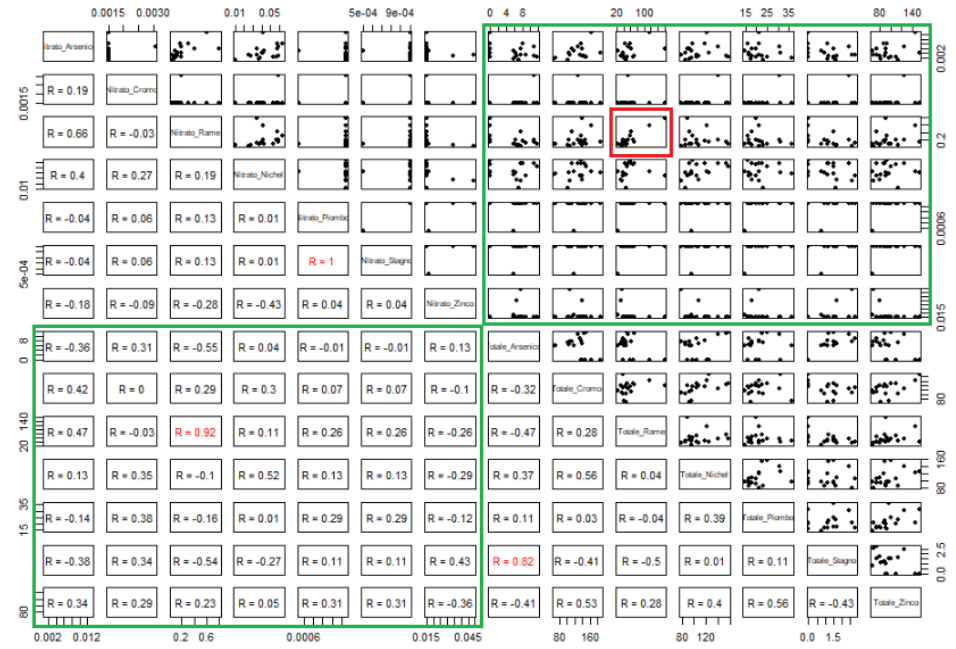 0.0015 0.0030 0.01 0.05 5e-04 9e-04 0 4 8 20 100 15 25 35 80 140
itrato_Arsenico 0.002
0.0015 R = 0.19 Nitrato_Cromo
R = 0.66 R = -0.03 Nitrato_Rame 0.2
0.01 R = 0.4 R = 0.27 R = 0.19 Nitrato_Nichel
R = -0.04 R = 0.06 R = 0.13 R = 0.01 litrato_Piombo 0.0006
5e-04 R = -0.04 R = 0.06 R = 0.13 R = 0.01 R = 1 Nitrato_Stagno
R = -0.18 R = -0.09 R = -0.28 R = -0.43 R = 0.04 R = 0.04 Nitrato_Zinco 0.015
0 8 R = -0.36 R = 0.31 R = -0.55 R = 0.04 R = -0.01 R = -0.01 R = 0.13 otale_Arsenico
R = 0.42 R = 0 R = 0.29 R = 0.3 R = 0.07 R = 0.07 R = -0.1 R = -0.32 Totale_Cromo 80
20 140 R = 0.47 R = -0.03 R = 0.92 R = 0.11 R = 0.26 R = 0.26 R = -0.26 R = -0.47 R = 0.28 Totale_Rame
R = 0.13 R = 0.35 R = -0.1 R = 0.52 R = 0.13 R = 0.13 R = -0.29 R = 0.37 R = 0.56 R = 0.04 Totale_Nichel 80 160
15 35 R = -0.14 R = 0.38 R = -0.16 R = 0.01 R = 0.29 R = 0.29 R = -0.12 R = 0.11 R = 0.03 R = -0.04 R = 0.39 Totale_Piombo
R = -0.38 R = 0.34 R = -0.54 R = -0.27 R = 0.11 R = 0.11 R = 0.43 R = 0.82 R = -0.41 R = -0.5 R = 0.01 R = 0.11 Totale_Stagno 0.0 2.5
80 R = 0.34 R = 0.29 R = 0.23 R = 0.05 R = 0.31 R = 0.31 R = -0.36 R = -0.41 R = 0.53 R = 0.28 R = 0.4 R = 0.56 R = -0.43 Totale_Zinco
0.002 0.012 0.2 0.6 0.0006 0.015 0.045 80 160 80 120 0.0 1.5